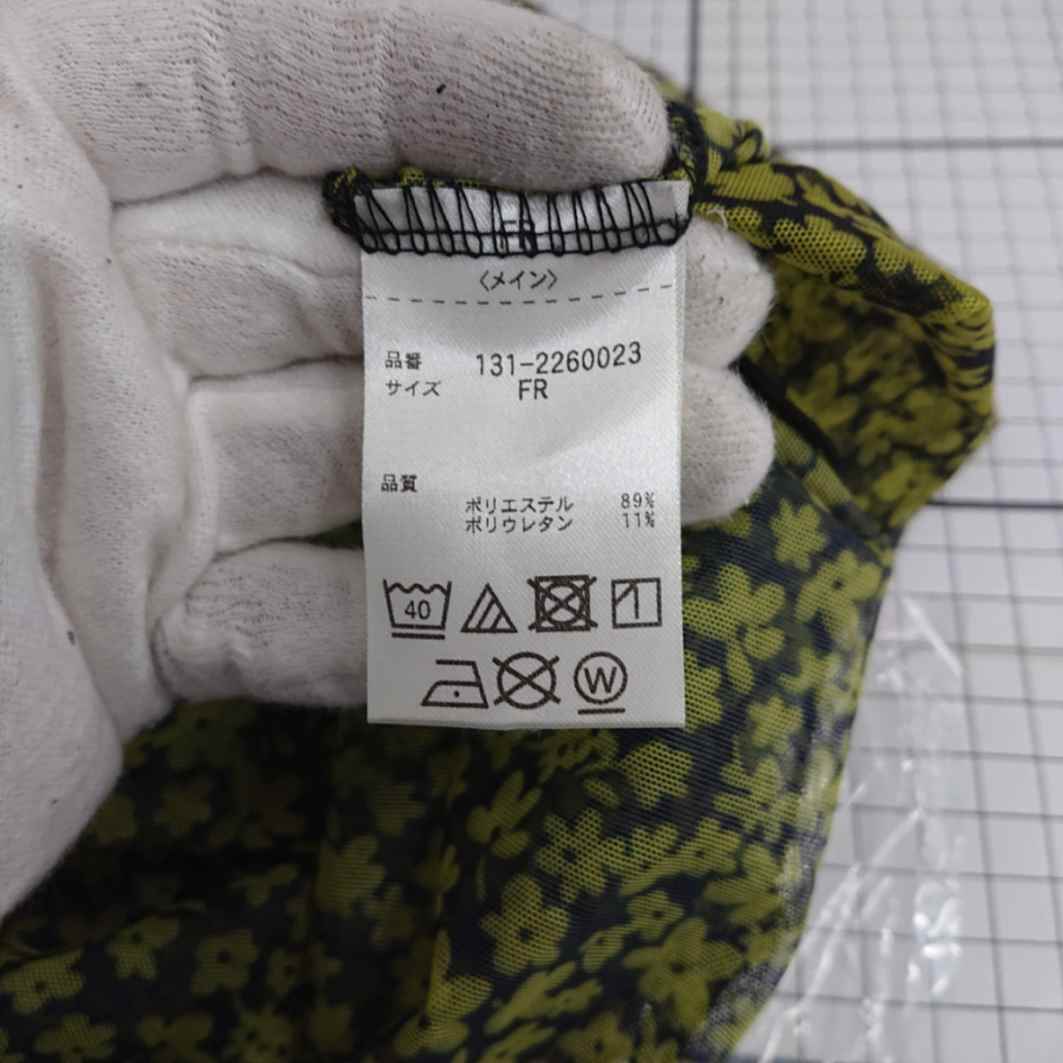 FR
〈メイン〉
品番 131-2260023
サイズ FR
品質
ポリエステル 89%
ポリウレタン 11%
40
W